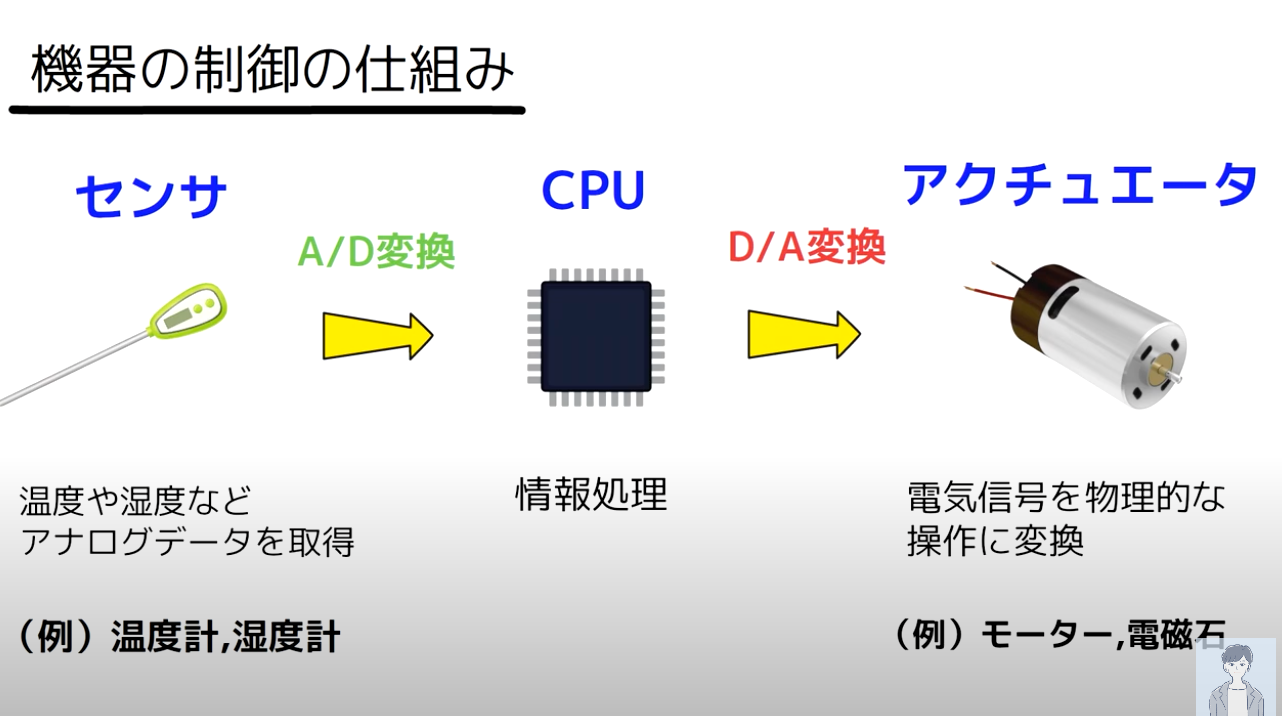 機器の制御の仕組み
センサ
CPU
アクチュエータ
A/D変換
D/A変換
温度や湿度など
アナログデータを取得
情報処理
電気信号を物理的な
操作に変換
（例）温度計,湿度計
（例）モーター,電磁石